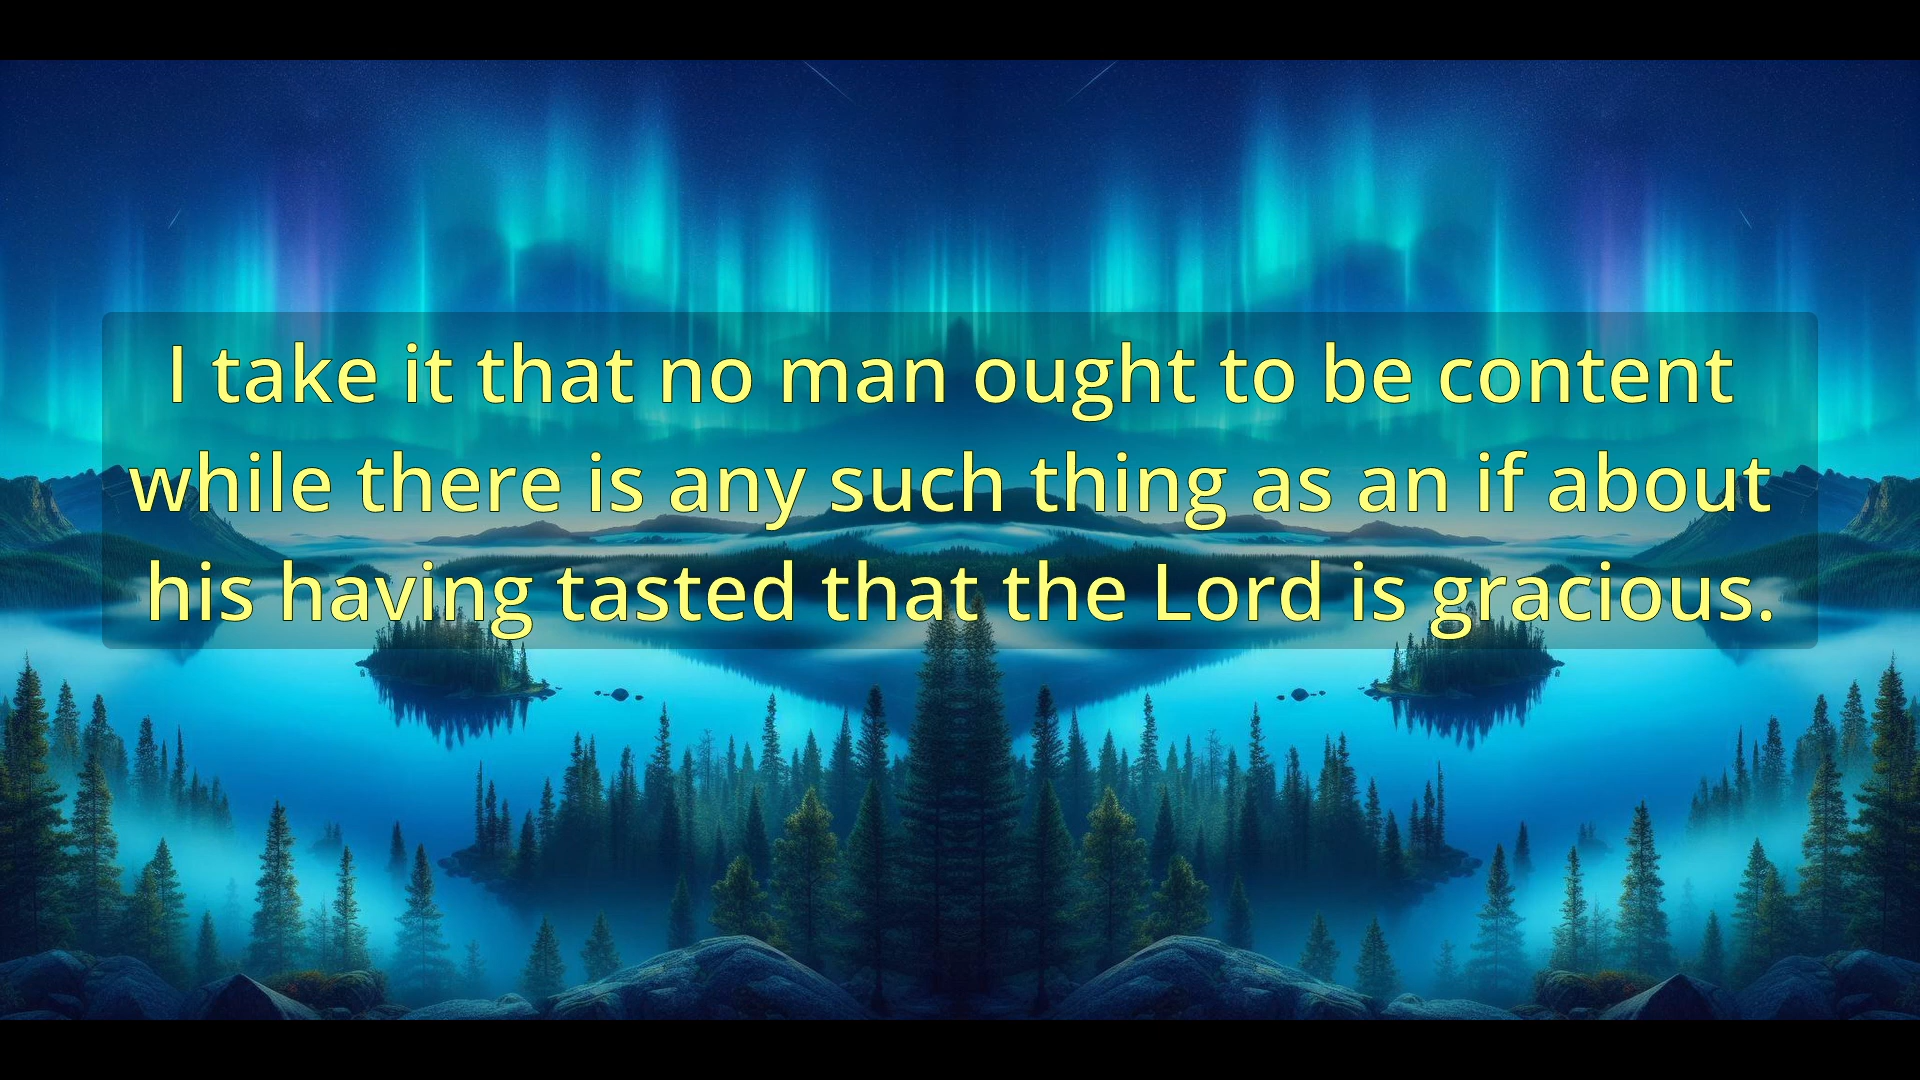 I take it that no man ought to be content
while there is any such thing as an if about
his having tasted that the Lord is gracious.